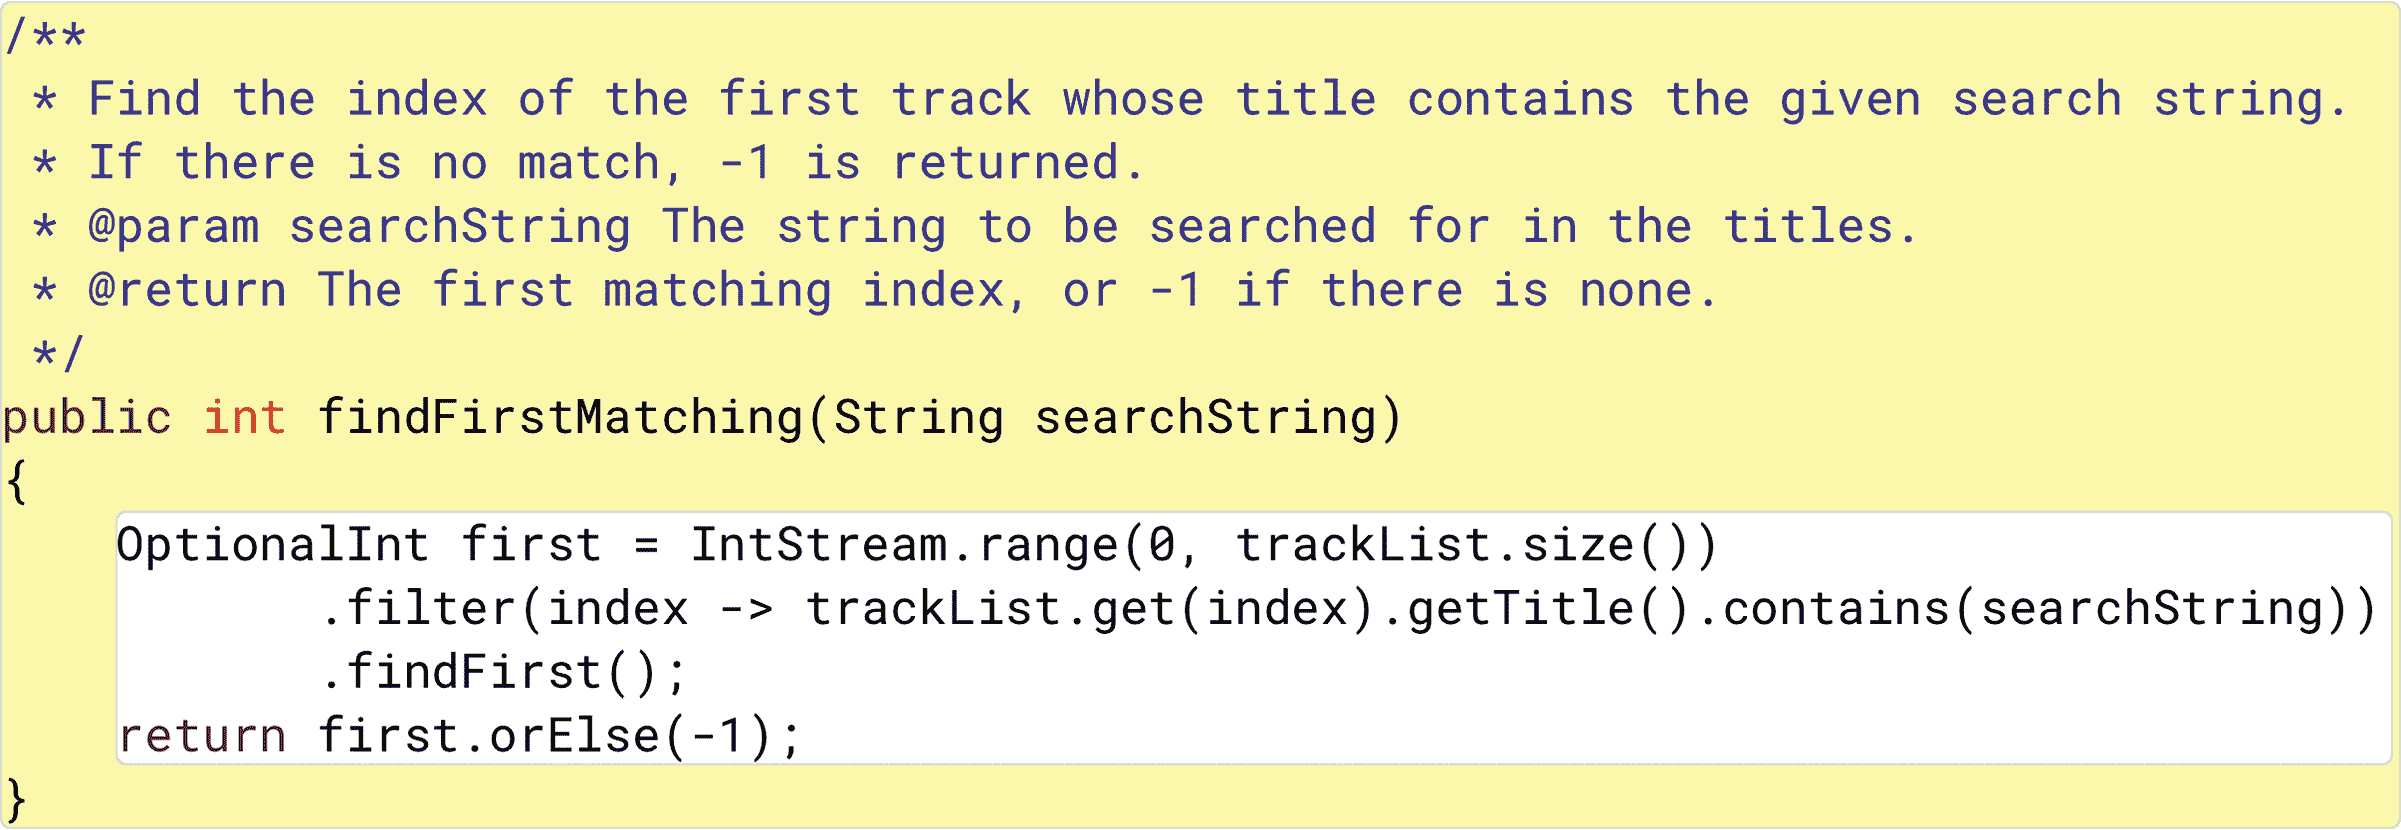 /**
 * Find the index of the first track whose title contains the given search string.
 * If there is no match, -1 is returned.
 * @param searchString The string to be searched for in the titles.
 * @return The first matching index, or -1 if there is none.
 */
public int findFirstMatching(String searchString)
{
    OptionalInt first = IntStream.range(0, trackList.size())
           .filter(index -> trackList.get(index).getTitle().contains(searchString))
           .findFirst();
    return first.orElse(-1);
}